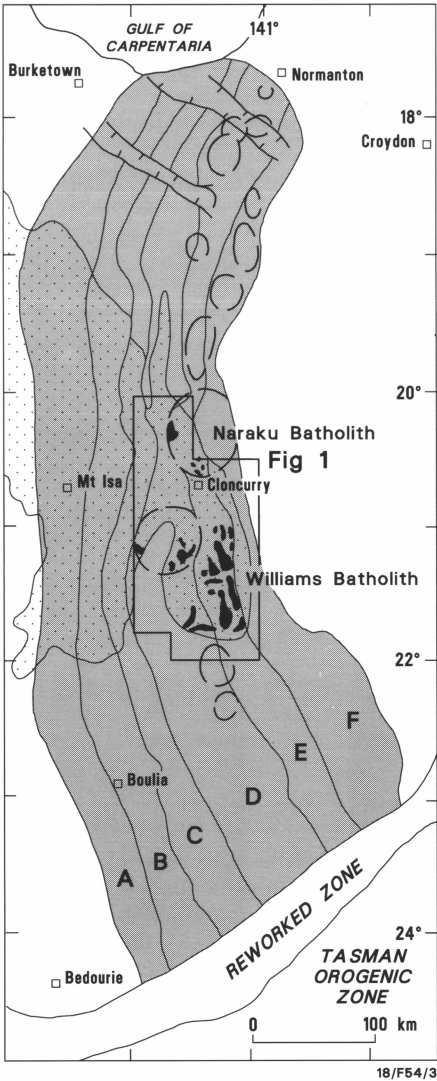 GULF OF
CARPENTARIA
141°
Burketown
Normanton
18°
Croydon
20°
Naraku Batholith
Fig 1
Mt Isa
Cloncurry
Williams Batholith
22°
F
E
Boulia
D
C
B
A
REWORKED ZONE
24°
TASMAN
OROGENIC
ZONE
Bedourie
0 100 km
18/F54/3